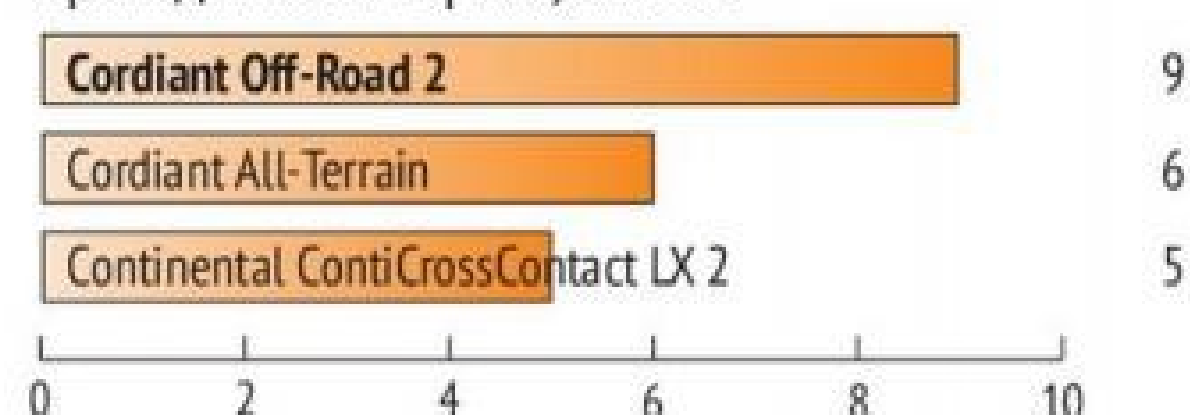 Cordiant Off-Road 2 9
Cordiant All-Terrain 6
Continental ContiCrossContact LX 2 5
0 2 4 6 8 10